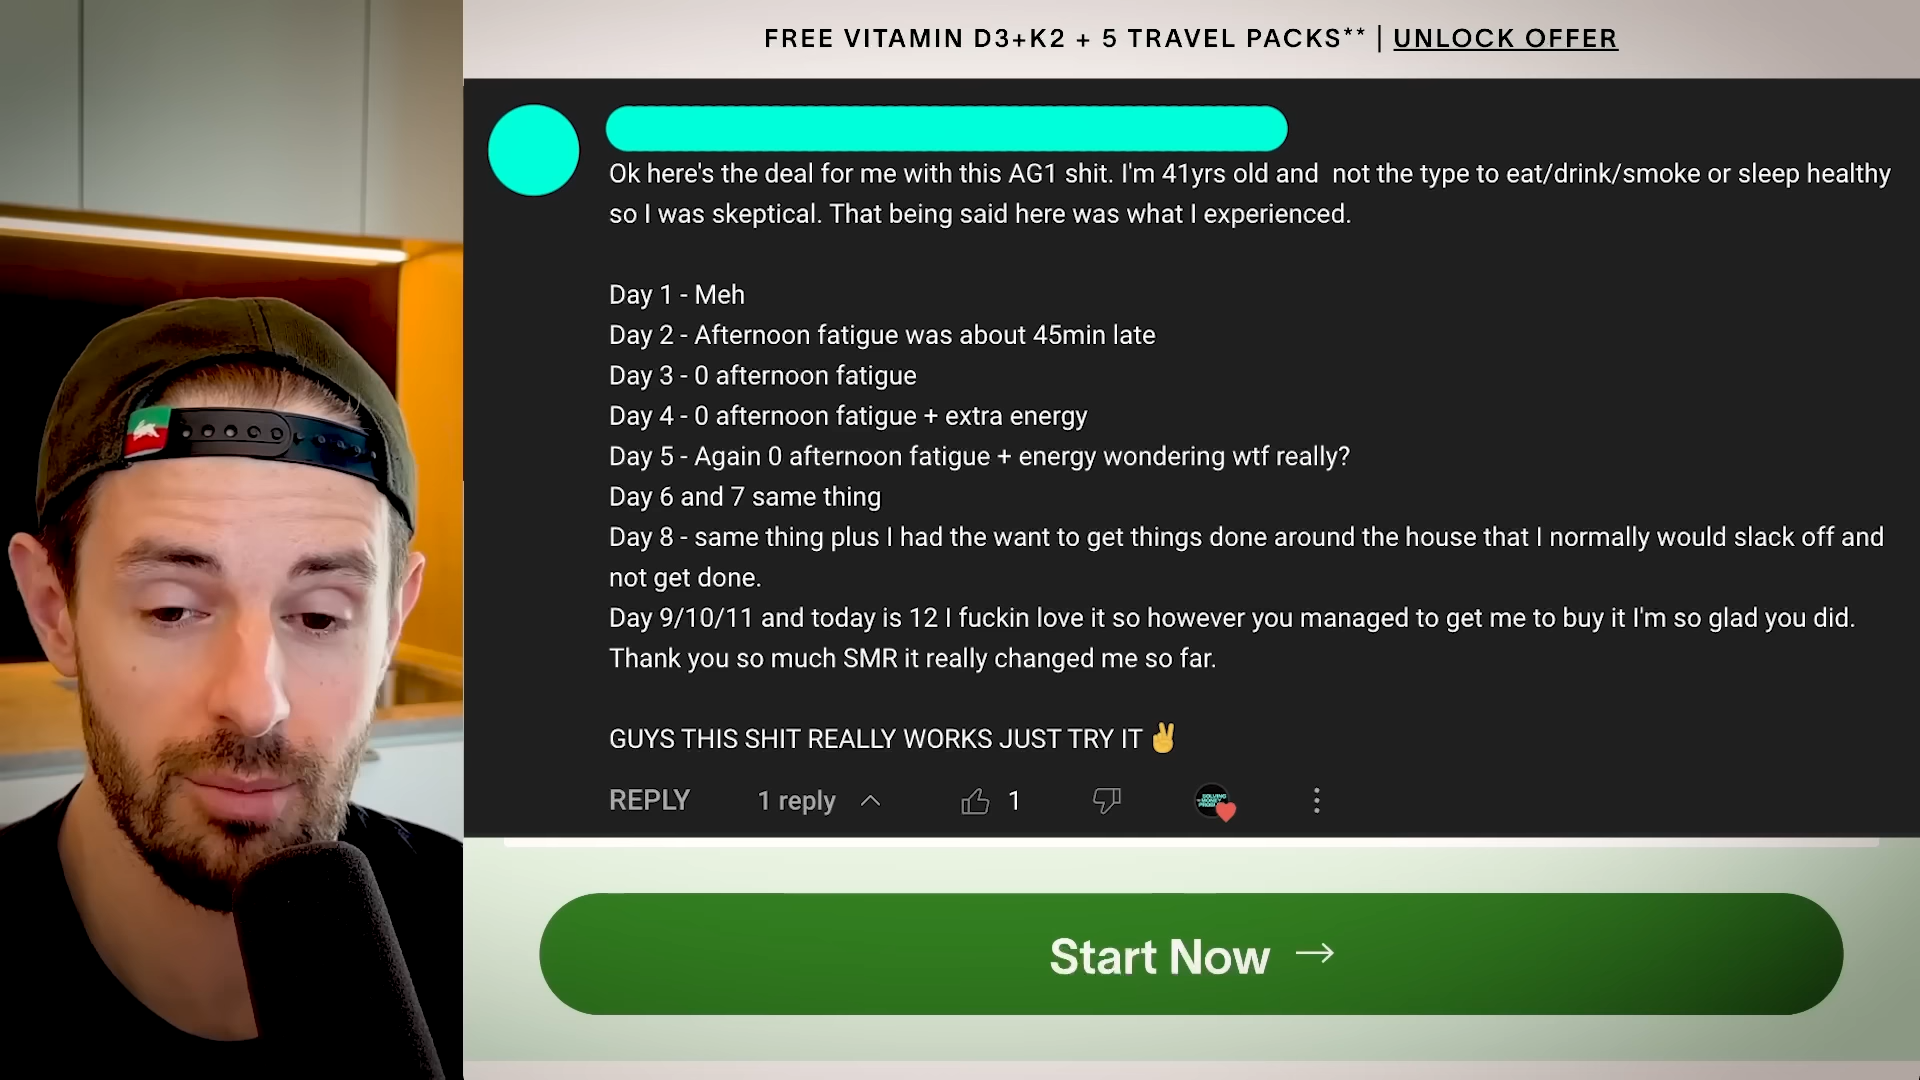 FREE VITAMIN D3+K2 + 5 TRAVEL PACKS** | UNLOCK OFFER
Ok here's the deal for me with this AG1 shit. I'm 41yrs old and  not the type to eat/drink/smoke or sleep healthy
so I was skeptical. That being said here was what I experienced.
Day 1 - Meh
Day 2 - Afternoon fatigue was about 45min late
Day 3 - 0 afternoon fatigue
Day 4 - 0 afternoon fatigue + extra energy
Day 5 - Again 0 afternoon fatigue + energy wondering wtf really?
Day 6 and 7 same thing
Day 8 - same thing plus I had the want to get things done around the house that I normally would slack off and
not get done.
Day 9/10/11 and today is 12 I fuckin love it so however you managed to get me to buy it I'm so glad you did.
Thank you so much SMR it really changed me so far.
GUYS THIS SHIT REALLY WORKS JUST TRY IT ✌
REPLY 1 reply 1
SOLVING
MONEY
Start Now →